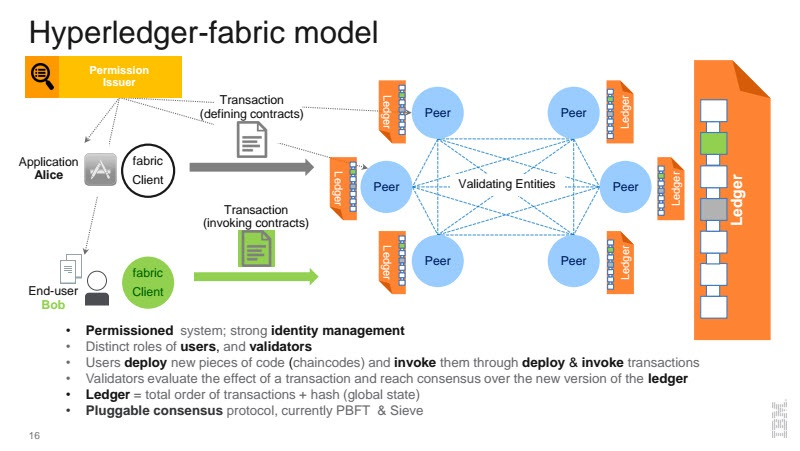 Hyperledger-fabric model
Permission
Issuer
Transaction
(defining contracts)
Application
Alice
fabric
Client
Transaction
(invoking contracts)
End-user
Bob
fabric
Client
Ledger
Peer
Peer
Ledger
Ledger
Peer
Validating Entities
Peer
Ledger
Ledger
Peer
Peer
Ledger
Ledger
• Permissioned system; strong identity management
• Distinct roles of users, and validators
• Users deploy new pieces of code (chaincodes) and invoke them through deploy & invoke transactions
• Validators evaluate the effect of a transaction and reach consensus over the new version of the ledger
• Ledger = total order of transactions + hash (global state)
• Pluggable consensus protocol, currently PBFT & Sieve
16
IBM